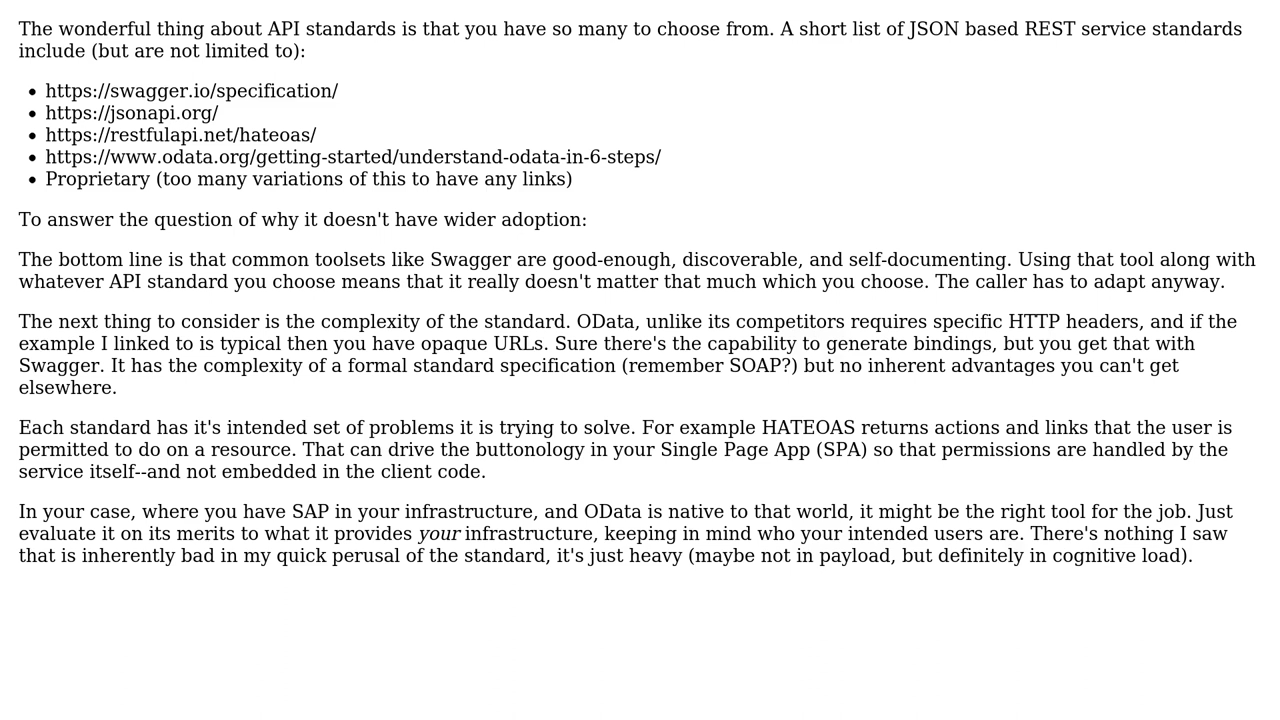 The wonderful thing about API standards is that you have so many to choose from. A short list of JSON based REST service standards
include (but are not limited to):
• https://swagger.io/specification/
• https://jsonapi.org/
• https://restfulapi.net/hateoas/
• https://www.odata.org/getting-started/understand-odata-in-6-steps/
• Proprietary (too many variations of this to have any links)
To answer the question of why it doesn't have wider adoption:
The bottom line is that common toolsets like Swagger are good-enough, discoverable, and self-documenting. Using that tool along with
whatever API standard you choose means that it really doesn't matter that much which you choose. The caller has to adapt anyway.
The next thing to consider is the complexity of the standard. OData, unlike its competitors requires specific HTTP headers, and if the
example I linked to is typical then you have opaque URLs. Sure there's the capability to generate bindings, but you get that with
Swagger. It has the complexity of a formal standard specification (remember SOAP?) but no inherent advantages you can't get
elsewhere.
Each standard has it's intended set of problems it is trying to solve. For example HATEOAS returns actions and links that the user is
permitted to do on a resource. That can drive the buttonology in your Single Page App (SPA) so that permissions are handled by the
service itself--and not embedded in the client code.
In your case, where you have SAP in your infrastructure, and OData is native to that world, it might be the right tool for the job. Just
evaluate it on its merits to what it provides your infrastructure, keeping in mind who your intended users are. There's nothing I saw
that is inherently bad in my quick perusal of the standard, it's just heavy (maybe not in payload, but definitely in cognitive load).